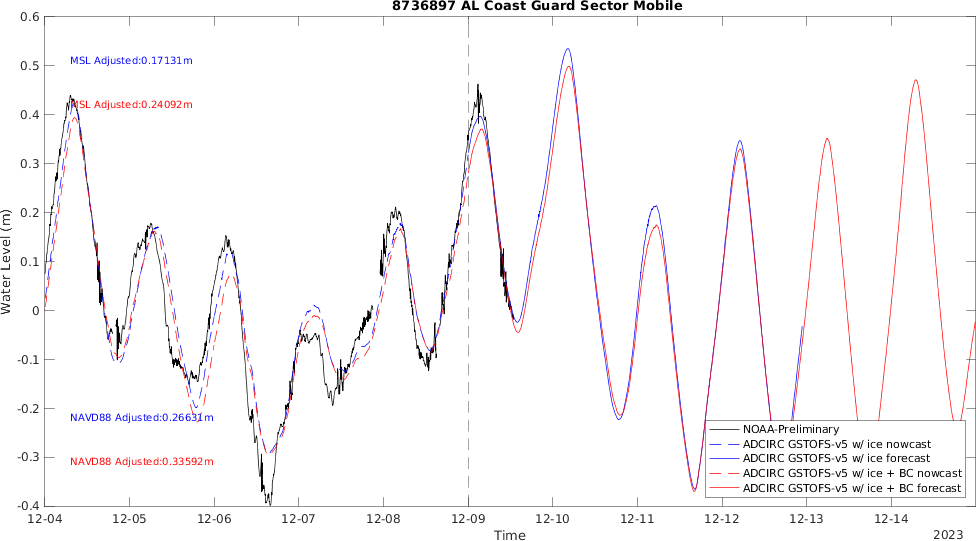 8736897 AL Coast Guard Sector Mobile
0.6
0.5
0.4
0.3
0.2
0.1
0
-0.1
-0.2
-0.3
-0.4
Water Level (m)
MSL Adjusted:0.17131m
MSL Adjusted:0.24092m
NAVD88 Adjusted:0.26631m
NAVD88 Adjusted:0.33592m
NOAA-Preliminary
ADCIRC GSTOFS-v5 w/ ice nowcast
ADCIRC GSTOFS-v5 w/ ice forecast
ADCIRC GSTOFS-v5 w/ ice + BC nowcast
ADCIRC GSTOFS-v5 w/ ice + BC forecast
12-04 12-05 12-06 12-07 12-08 12-09 12-10 12-11 12-12 12-13 12-14
Time
2023